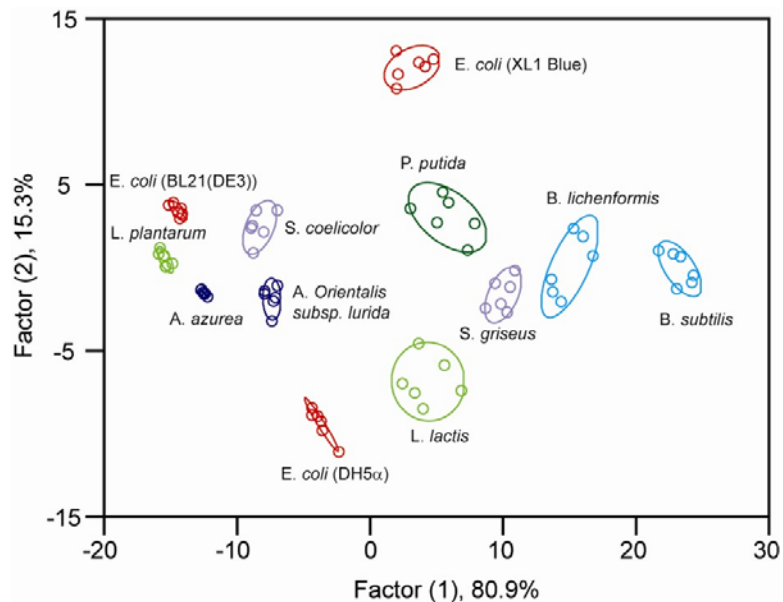 15
E. coli (XL1 Blue)
P. putida
E. coli (BL21(DE3))
5
B. lichenformis
L. plantarum
S. coelicolor
A. azurea
A. Orientalis
subsp. lurida
S. griseus
B. subtilis
-5
L. lactis
E. coli (DH5α)
-15
-20
-10
0
10
20
30
Factor (1), 80.9%
Factor (2), 15.3%